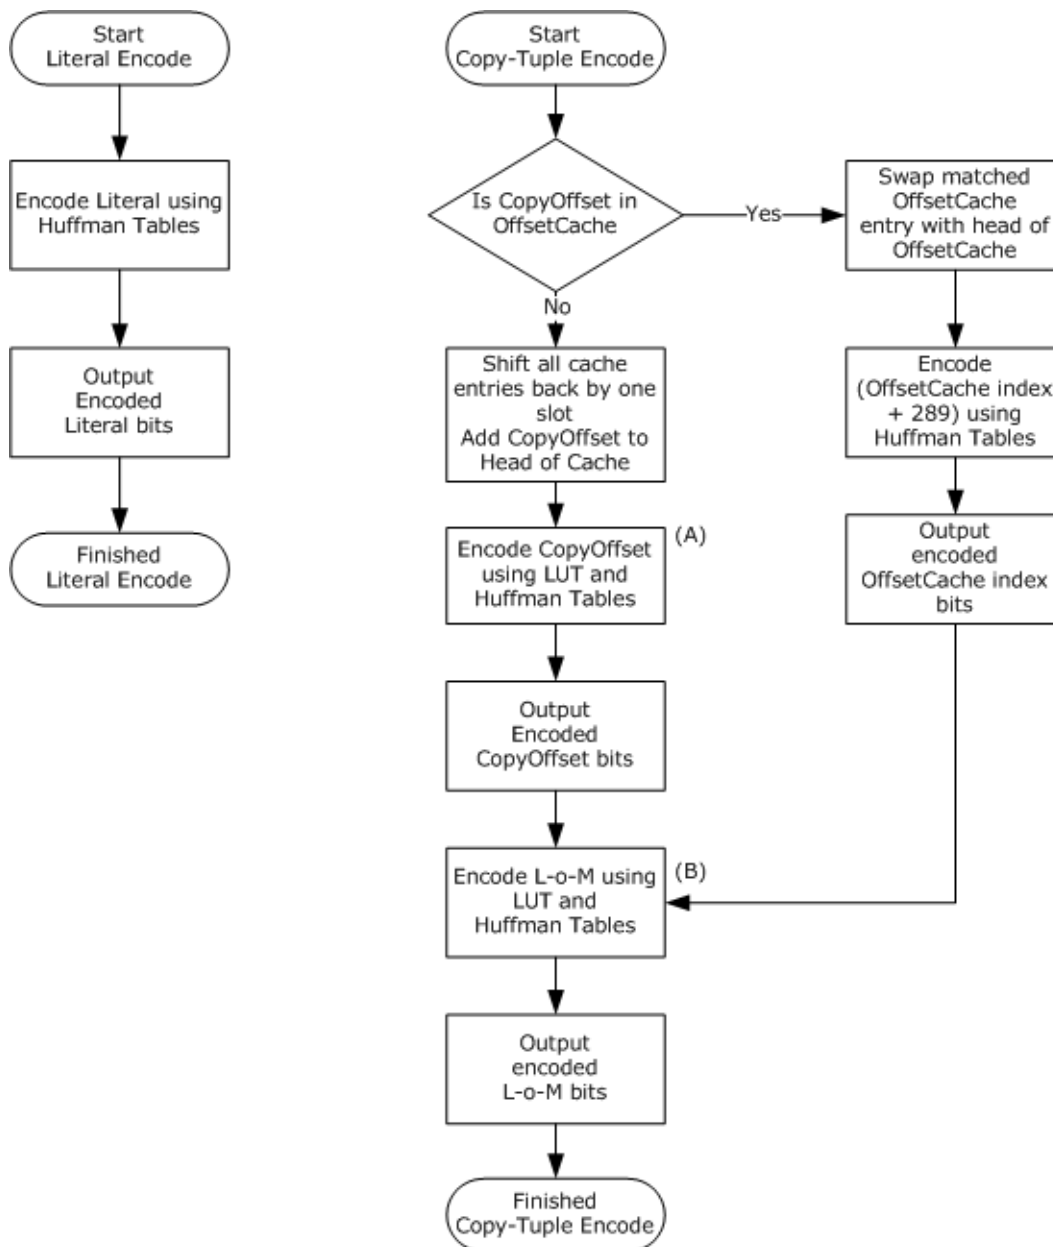 Start
Literal Encode
Encode Literal using
Huffman Tables
Output
Encoded
Literal bits
Finished
Literal Encode
Start
Copy-Tuple Encode
Is CopyOffset in
OffsetCache
Yes
No
Swap matched
OffsetCache
entry with head of
OffsetCache
Encode
(OffsetCache index
+ 289) using
Huffman Tables
Output
encoded
OffsetCache index
bits
Shift all cache
entries back by one
slot
Add CopyOffset to
Head of Cache
Encode CopyOffset
using LUT and
Huffman Tables
(A)
Output
Encoded
CopyOffset bits
Encode L-o-M using
LUT and
Huffman Tables
(B)
Output
encoded
L-o-M bits
Finished
Copy-Tuple Encode